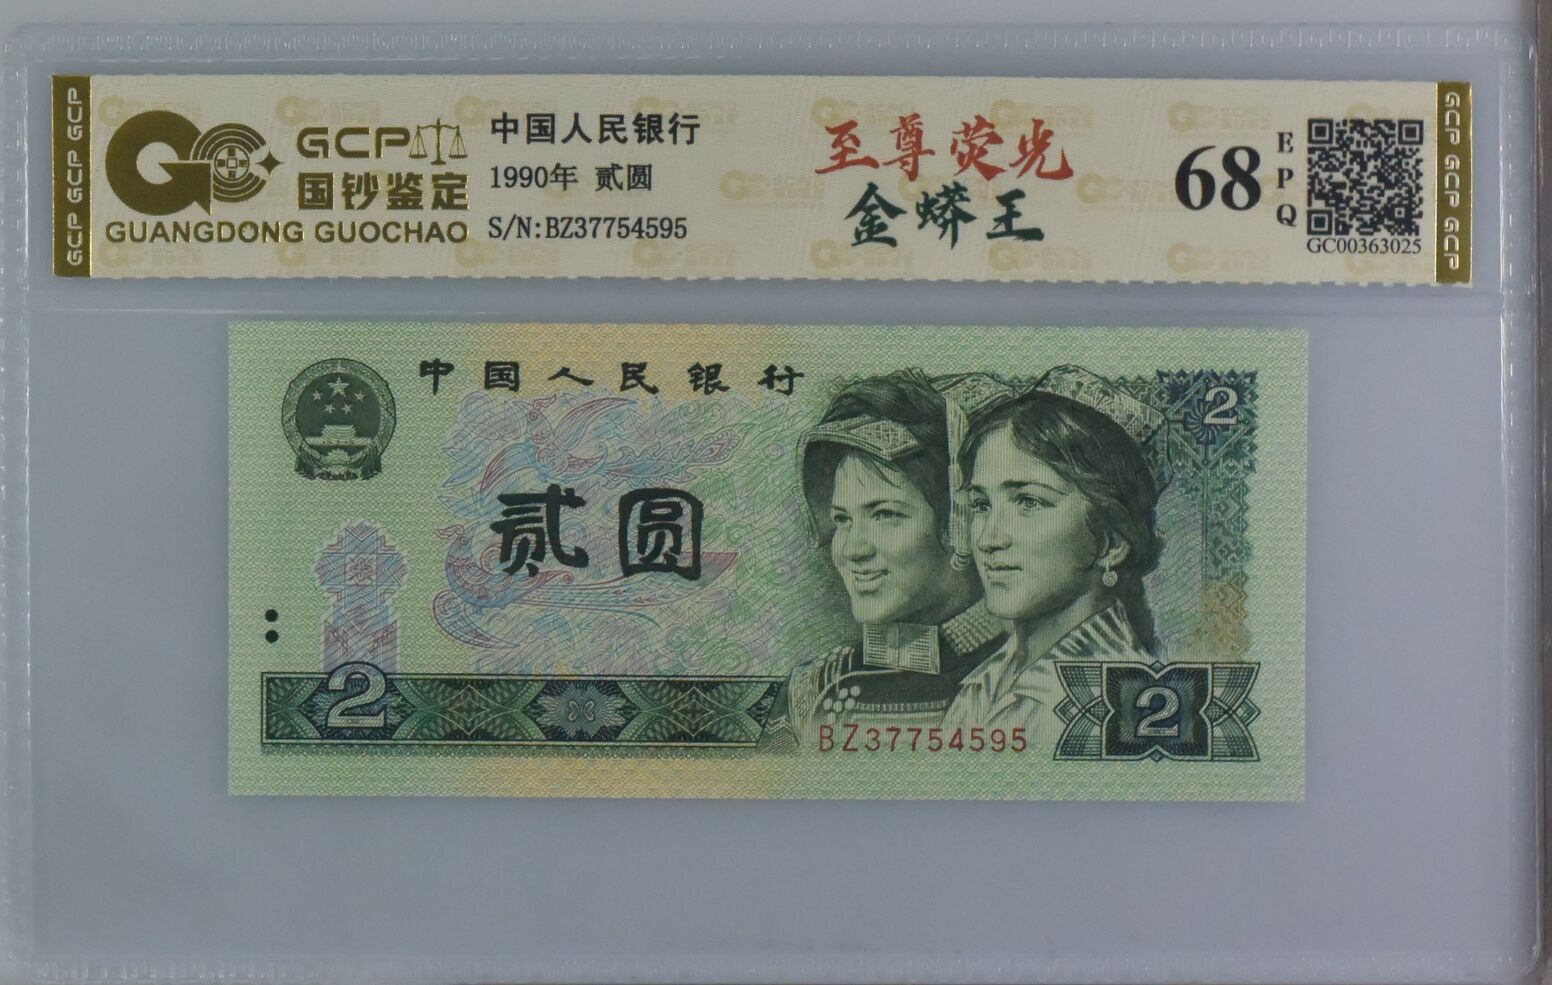 GCP
国钞鉴定
GUANGDONG GUOCHAO
中国人民银行
1990年 贰圆
S/N:BZ37754595
至尊荧光
金蟒王
68
EPQ
GC00363025
GCP GCP GCP
GCP GCP GCP
中国人民银行
2
贰圆
2
2
BZ37754595